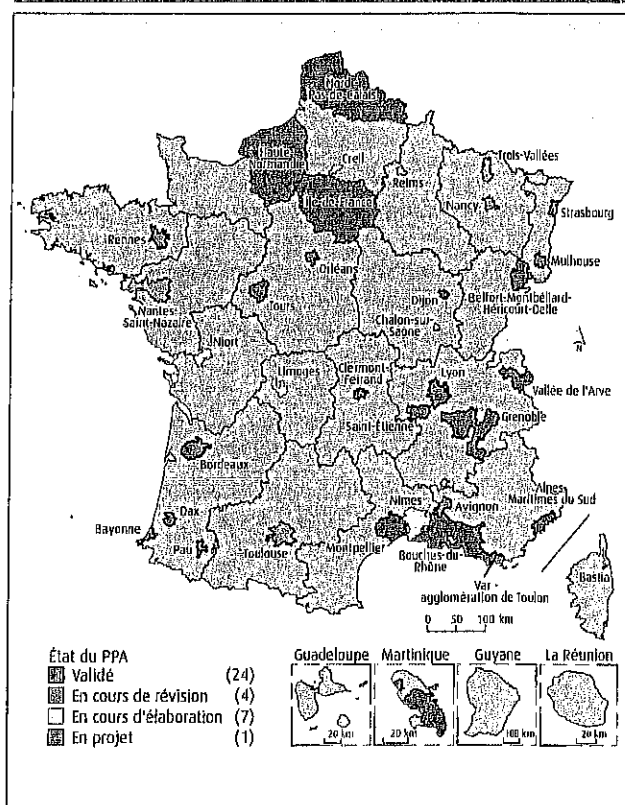 Nord-
Pas-de-Calais
Haute-
Normandie
Creil
Île-de-France
Reims
Trois-Vallées
Nancy
Strasbourg
Rennes
Orléans
Mulhouse
Tours
Dijon
Belfort-Montbéliard-
Héricourt-Delle
Nantes-
Saint-Nazaire
Chalon-sur-
Saône
Niort
N
Limoges
Clermont-
Ferrand
Lyon
Vallée de l'Arve
Saint-Étienne
Grenoble
Bordeaux
Alpes-
Maritimes du Sud
Nîmes
Avignon
Dax
Bayonne
Pau
Toulouse
Montpellier
Bouches-du-
Rhône
Bastia
Var
agglomération de Toulon
0 50 100 km
État du PPA
Validé (24)
En cours de révision (4)
En cours d'élaboration (7)
En projet (1)
Guadeloupe
Martinique
Guyane
La Réunion
20 km
20 km
100 km
20 km